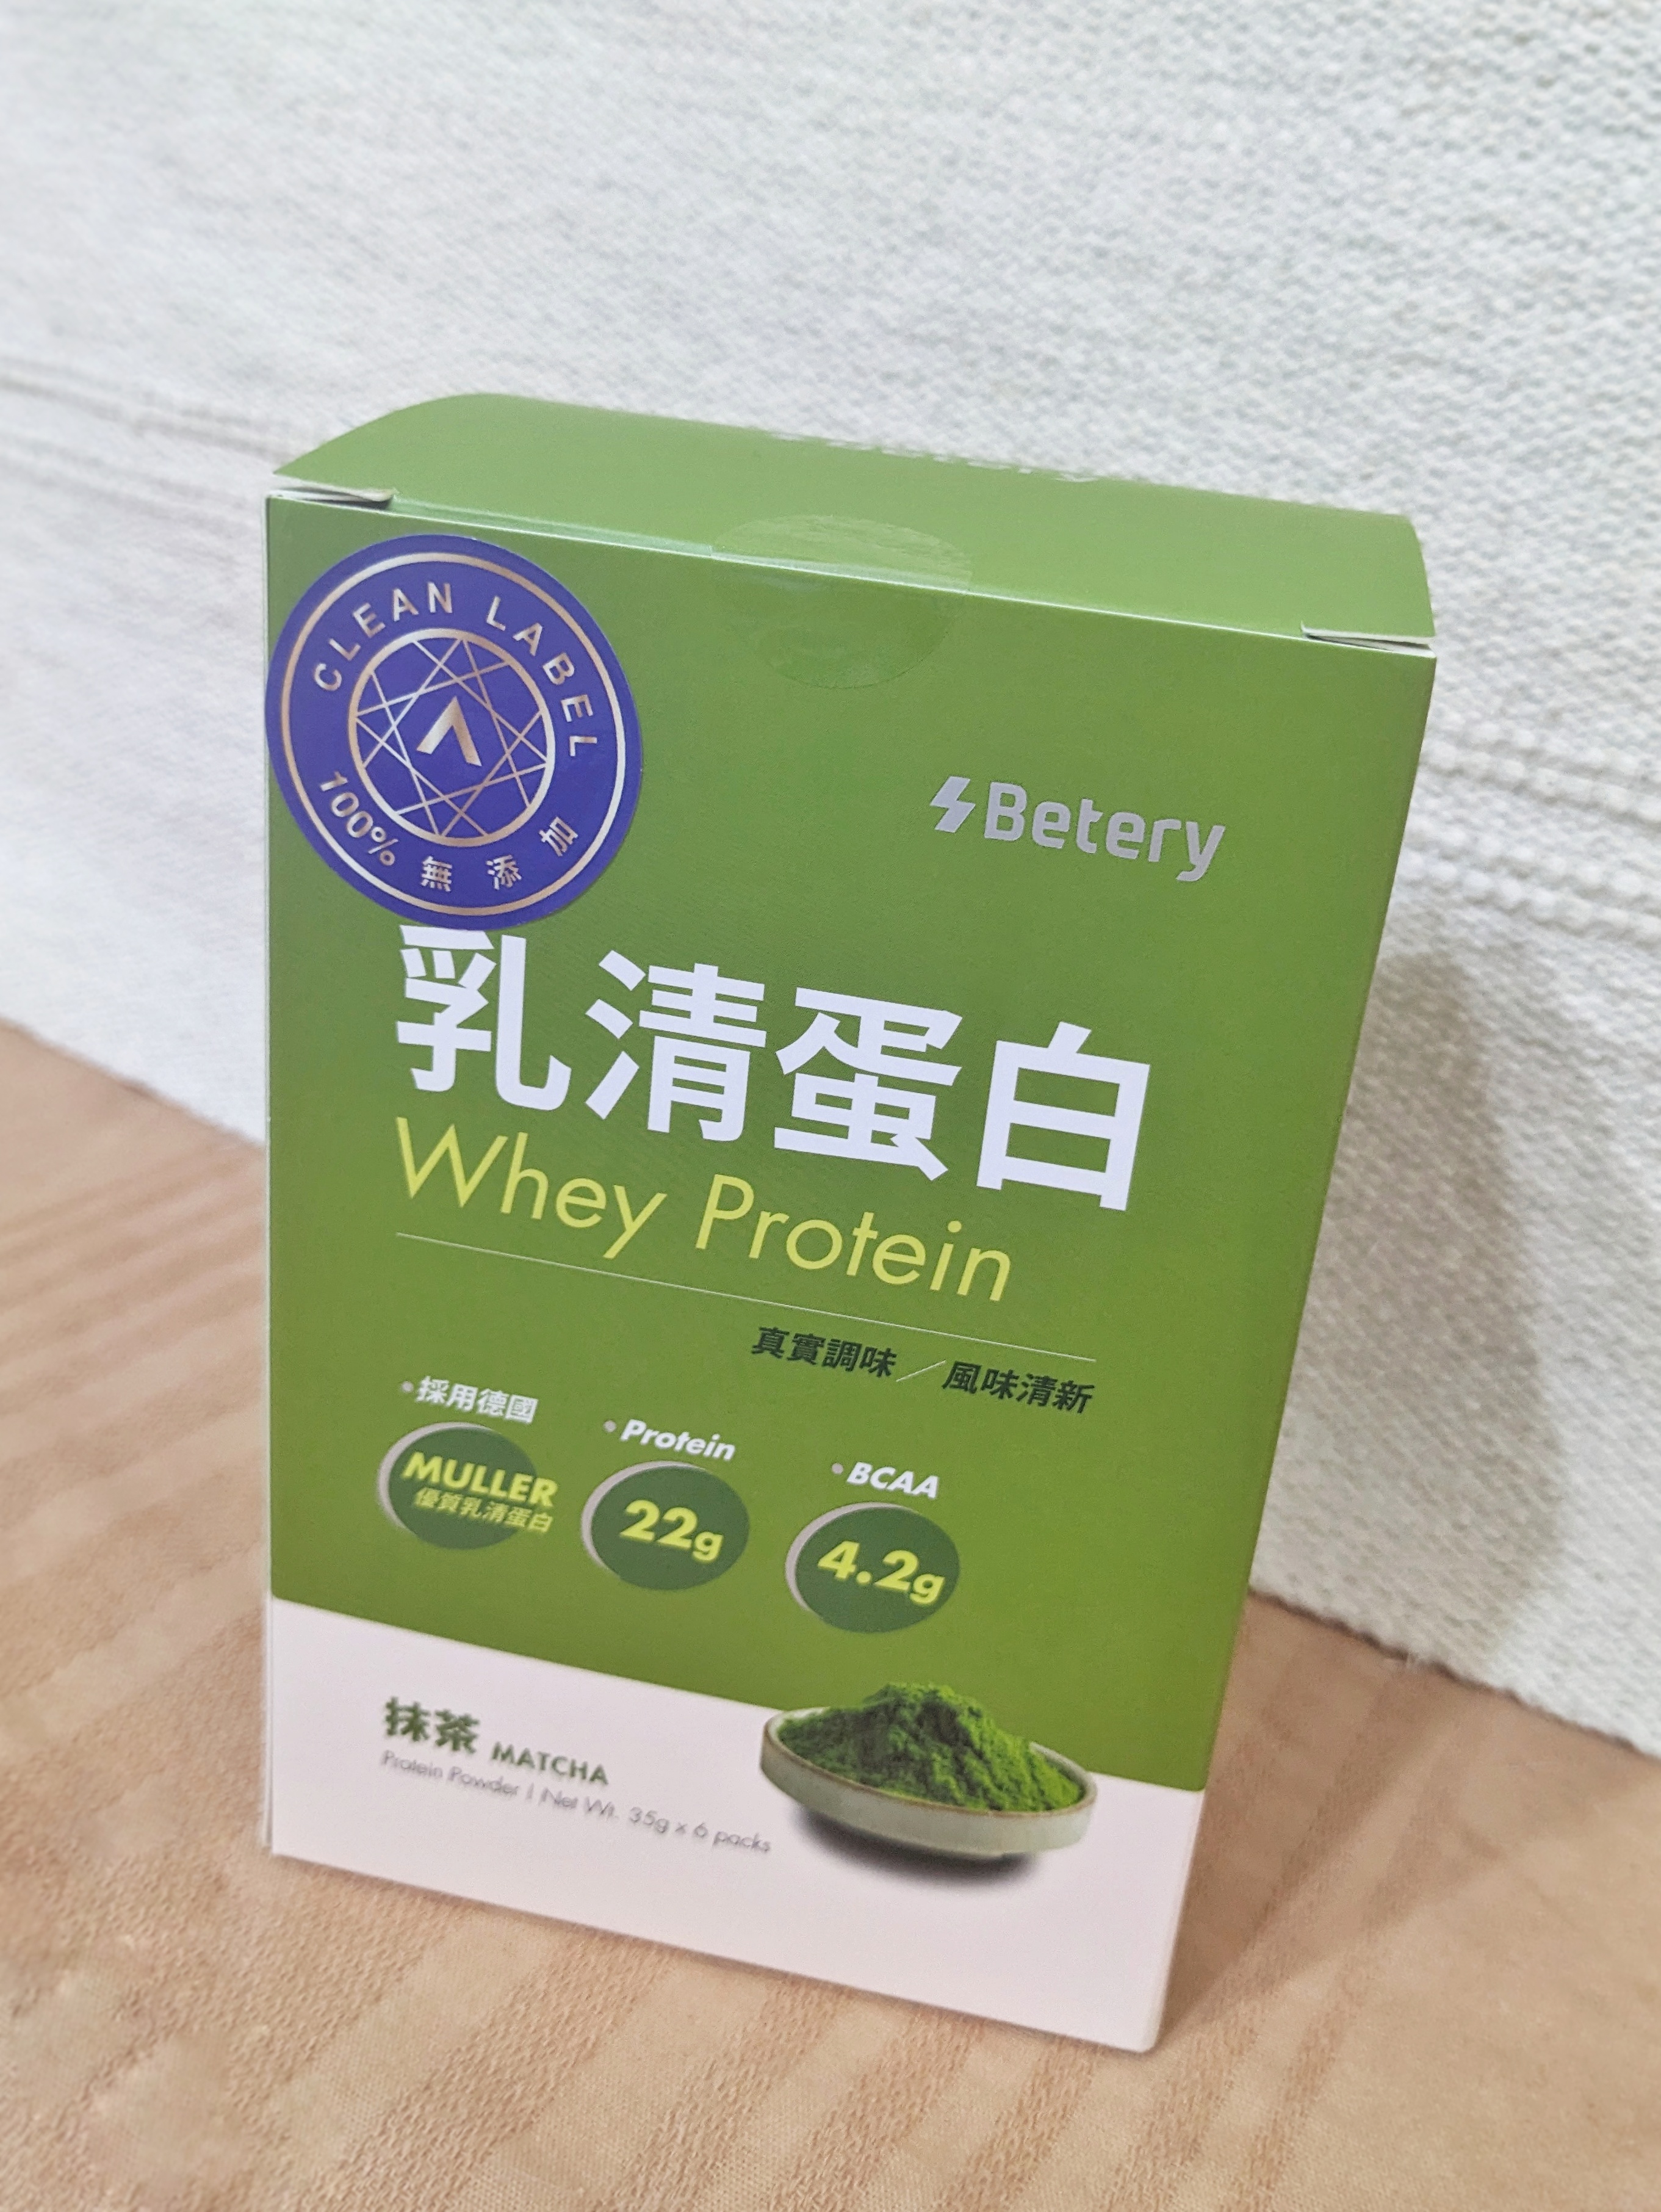 CLEAN LABEL
100% 無添加
Betery
乳清蛋白
Whey Protein
真實調味／風味清新
•採用德國
MULLER
優質乳清蛋白
•Protein
22g
•BCAA
4.2g
抹茶 MATCHA
Protein Powder | Net Wt. 35g x 6 packs